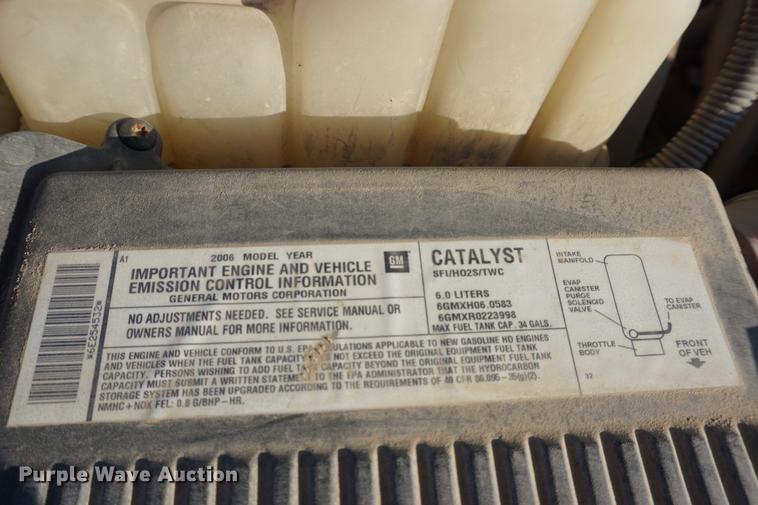 *6E254532*
A1
2006 MODEL YEAR
IMPORTANT ENGINE AND VEHICLE
EMISSION CONTROL INFORMATION
GENERAL MOTORS CORPORATION
GM
NO ADJUSTMENTS NEEDED. SEE SERVICE MANUAL OR
OWNERS MANUAL FOR MORE INFORMATION.
CATALYST
SFI/HO2S/TWC
6.0 LITERS
6GMXH06.0583
6GMXR0223998
MAX FUEL TANK CAP. 34 GALS.
THIS ENGINE AND VEHICLE CONFORM TO U.S. EPA REGULATIONS APPLICABLE TO NEW GASOLINE HD ENGINES
AND VEHICLES WHEN THE FUEL TANK CAPACITY DOES NOT EXCEED THE ORIGINAL EQUIPMENT FUEL TANK
CAPACITY. PERSONS WISHING TO ADD FUEL TANK CAPACITY BEYOND THE ORIGINAL EQUIPMENT FUEL TANK
CAPACITY MUST SUBMIT A WRITTEN STATEMENT TO THE EPA ADMINISTRATOR THAT THE HYDROCARBON
STORAGE SYSTEM HAS BEEN UPGRADED ACCORDING TO THE REQUIREMENTS OF 40 CFR 86.096-35(g)(2).
NMHC + NOX FEL: 0.8 G/BHP-HR.
INTAKE
MANIFOLD
EVAP
CANISTER
PURGE
SOLENOID
VALVE
TO EVAP
CANISTER
THROTTLE
BODY
FRONT
OF VEH
32
Purple Wave Auction